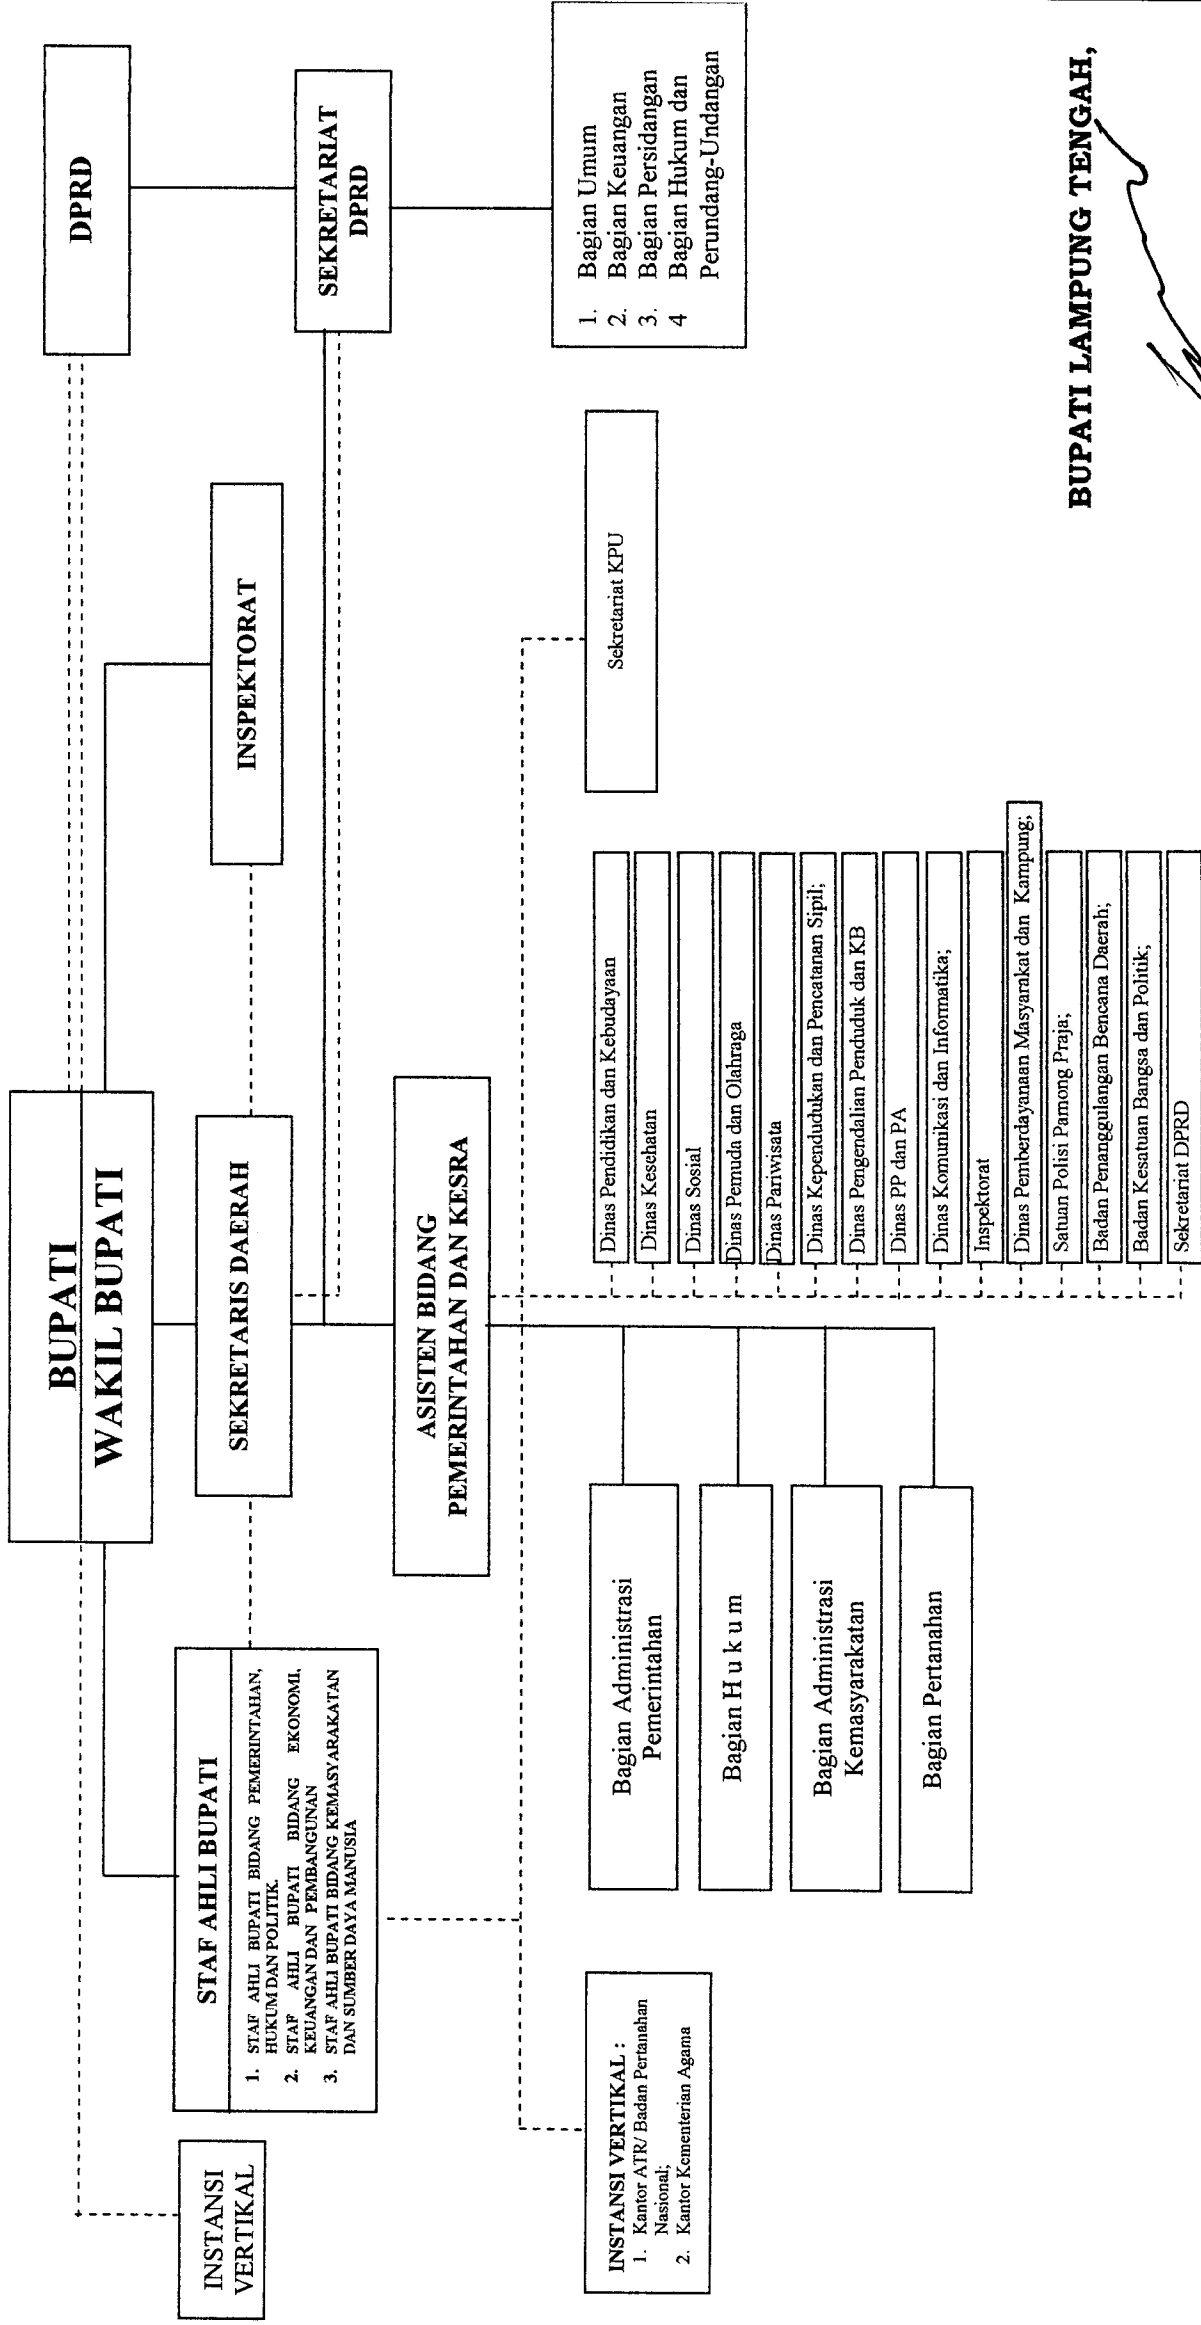 BUPATI
WAKIL BUPATI
DPRD
INSTANSI
VERTIKAL
STAF AHLI BUPATI
1. STAF AHLI BUPATI BIDANG PEMERINTAHAN,
HUKUM DAN POLITIK.
2. STAF AHLI BUPATI BIDANG EKONOMI,
KEUANGAN DAN PEMBANGUNAN
3. STAF AHLI BUPATI BIDANG KEMASYARAKATAN
DAN SUMBER DAYA MANUSIA
SEKRETARIS DAERAH
INSPEKTORAT
SEKRETARIAT
DPRD
ASISTEN BIDANG
PEMERINTAHAN DAN KESRA
1. Bagian Umum
2. Bagian Keuangan
3. Bagian Persidangan
4 Bagian Hukum dan
Perundang-Undangan
INSTANSI VERTIKAL :
1. Kantor ATR/ Badan Pertanahan
Nasional;
2. Kantor Kementerian Agama
Bagian Administrasi
Pemerintahan
Bagian H u k u m
Bagian Administrasi
Kemasyarakatan
Bagian Pertanahan
Dinas Pendidikan dan Kebudayaan
Dinas Kesehatan
Dinas Sosial
Dinas Pemuda dan Olahraga
Dinas Pariwisata
Dinas Kependudukan dan Pencatanan Sipil;
Dinas Pengendalian Penduduk dan KB
Dinas PP dan PA
Dinas Komunikasi dan Informatika;
Inspektorat
Dinas Pemberdayanaan Masyarakat dan Kampung;
Satuan Polisi Pamong Praja;
Badan Penanggulangan Bencana Daerah;
Badan Kesatuan Bangsa dan Politik;
Sekretariat DPRD
Sekretariat KPU
BUPATI LAMPUNG TENGAH,